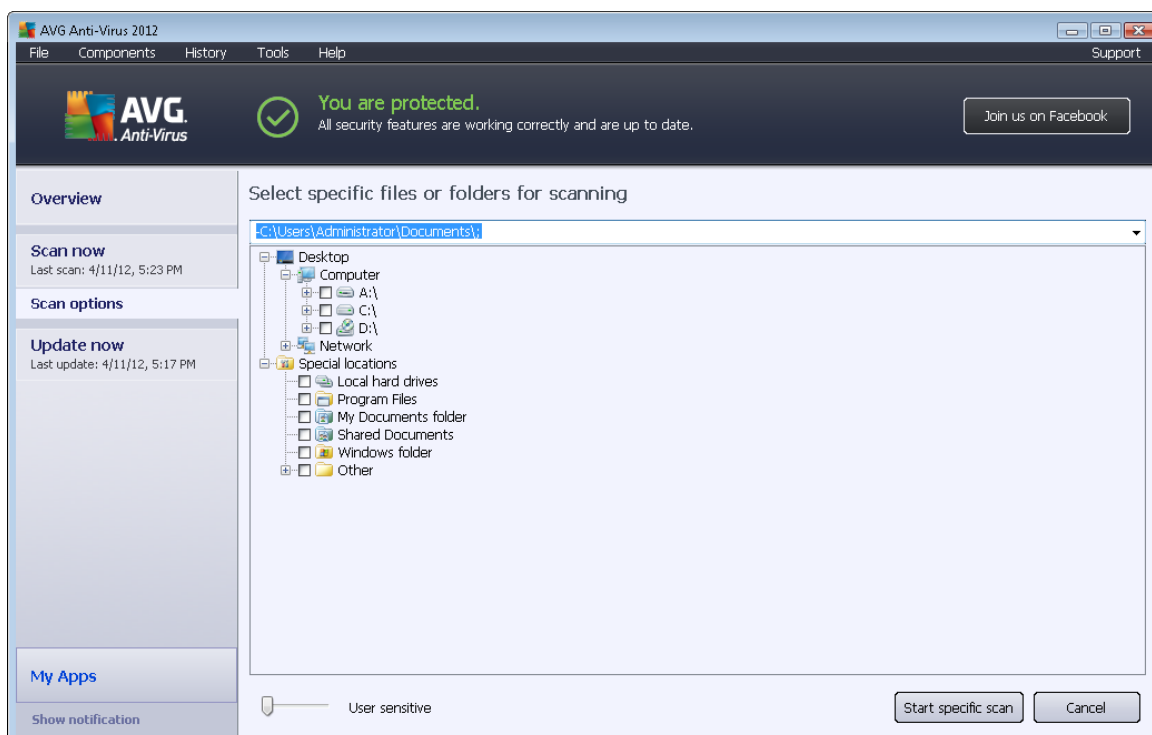 AVG Anti-Virus 2012
File Components History Tools Help Support
AVG.
Anti-Virus
You are protected.
All security features are working correctly and are up to date.
Join us on Facebook
Overview
Scan now
Last scan: 4/11/12, 5:23 PM
Scan options
Update now
Last update: 4/11/12, 5:17 PM
My Apps
Show notification
Select specific files or folders for scanning
-C:\Users\Administrator\Documents\;
Desktop
Computer
A:\
C:\
D:\
Network
Special locations
Local hard drives
Program Files
My Documents folder
Shared Documents
Windows folder
Other
User sensitive
Start specific scan
Cancel